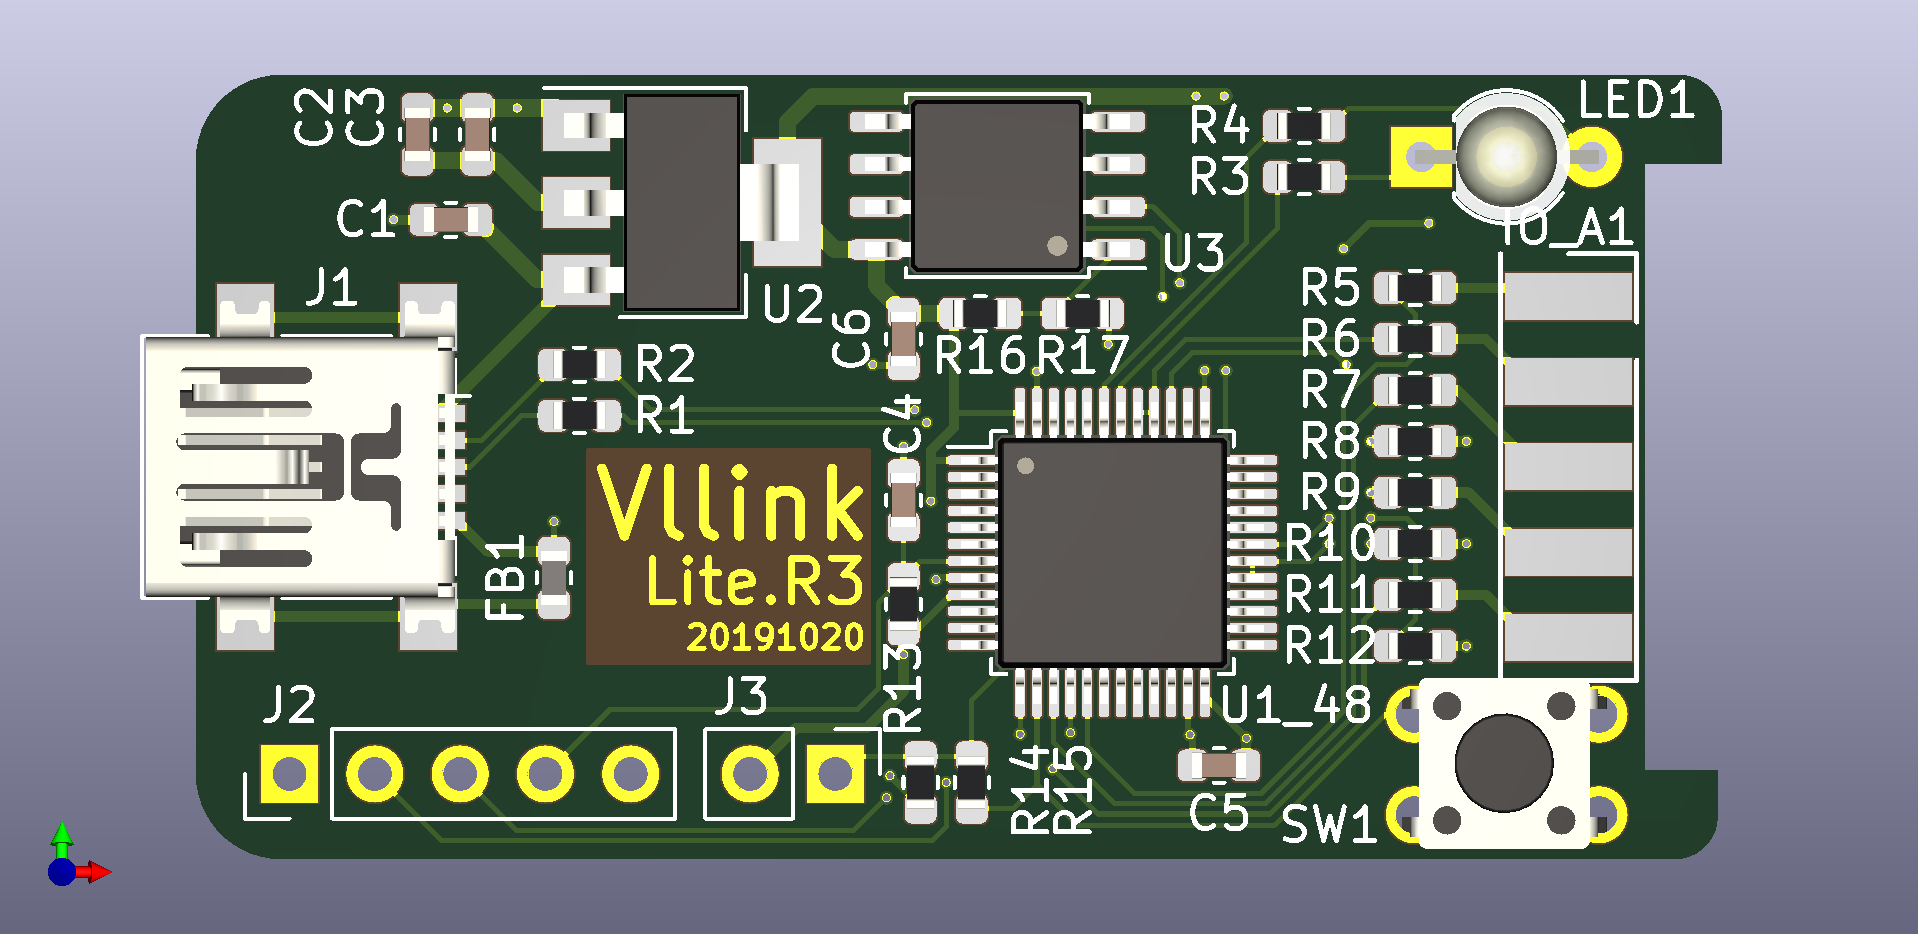 C2
C3
C1
J1
U2
R4
R3
LED1
IO_A1
U3
C6
R16
R17
R2
R1
C4
R5
R6
R7
R8
R9
R10
R11
R12
FB1
Vllink
Lite.R3
20191020
R13
J2
J3
U1_48
R14
R15
C5
SW1